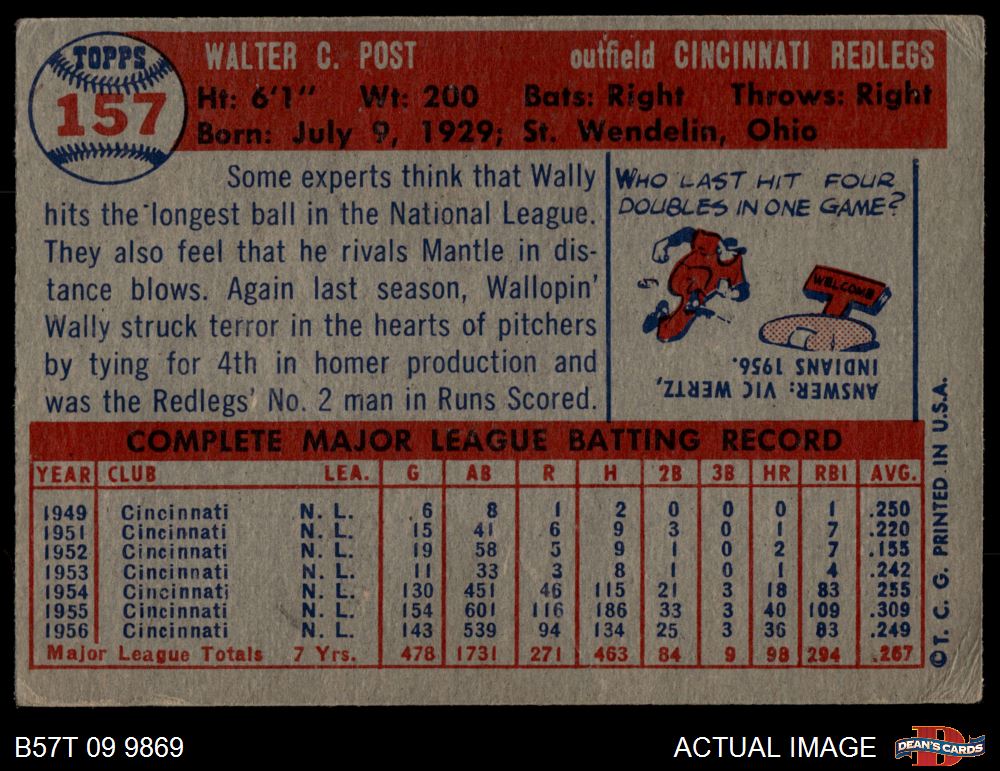 TOPPS
157
WALTER C. POST outfield CINCINNATI REDLEGS
Ht: 6'1" Wt: 200 Bats: Right Throws: Right
Born: July 9, 1929; St. Wendelin, Ohio
Some experts think that Wally
hits the longest ball in the National League.
They also feel that he rivals Mantle in dis-
tance blows. Again last season, Wallopin'
Wally struck terror in the hearts of pitchers
by tying for 4th in homer production and
was the Redlegs' No. 2 man in Runs Scored.
WHO LAST HIT FOUR
DOUBLES IN ONE GAME?
WELCOME
ANSWER: VIC WERTZ,
INDIANS 1956.
COMPLETE MAJOR LEAGUE BATTING RECORD
YEAR CLUB LEA. G AB R H 2B 3B HR RBI AVG.
1949 Cincinnati N. L. 6 8 1 2 0 0 0 1 .250
1951 Cincinnati N. L. 15 41 6 9 3 0 1 7 .220
1952 Cincinnati N. L. 19 58 5 9 1 0 2 7 .155
1953 Cincinnati N. L. 11 33 3 8 1 0 1 4 .242
1954 Cincinnati N. L. 130 451 46 115 21 3 18 83 .255
1955 Cincinnati N. L. 154 601 116 186 33 3 40 109 .309
1956 Cincinnati N. L. 143 539 94 134 25 3 36 83 .249
Major League Totals 7 Yrs. 478 1731 271 463 84 9 98 294 .267
©T. C. G. PRINTED IN U.S.A.
B57T 09 9869
ACTUAL IMAGE
DEAN'S CARDS